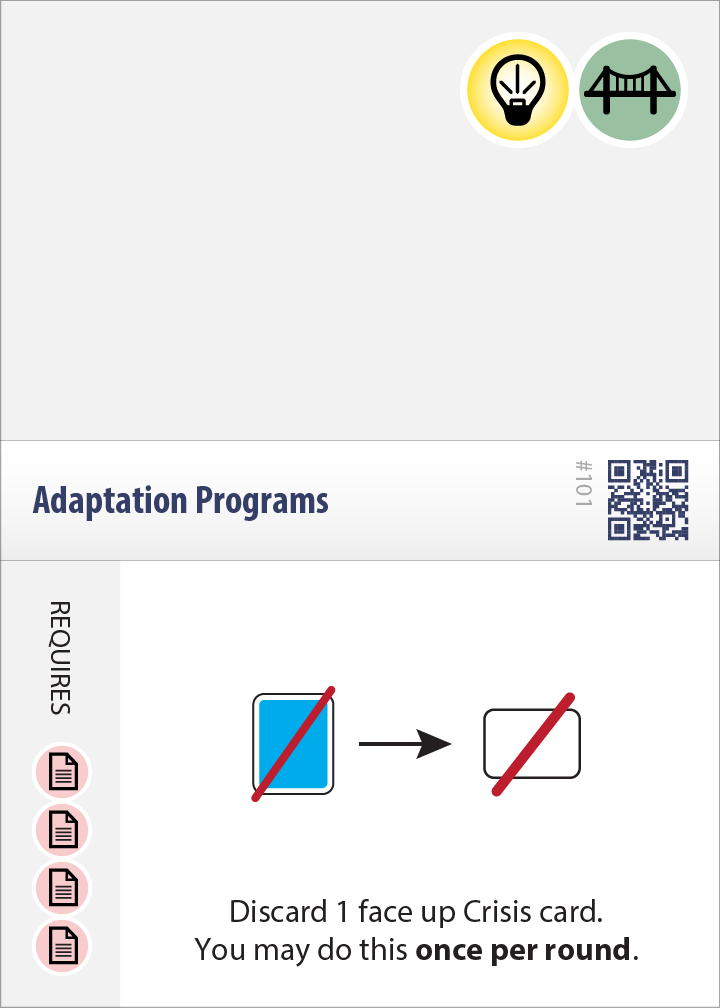 Adaptation Programs
#101
REQUIRES
Discard 1 face up Crisis card.
You may do this once per round.